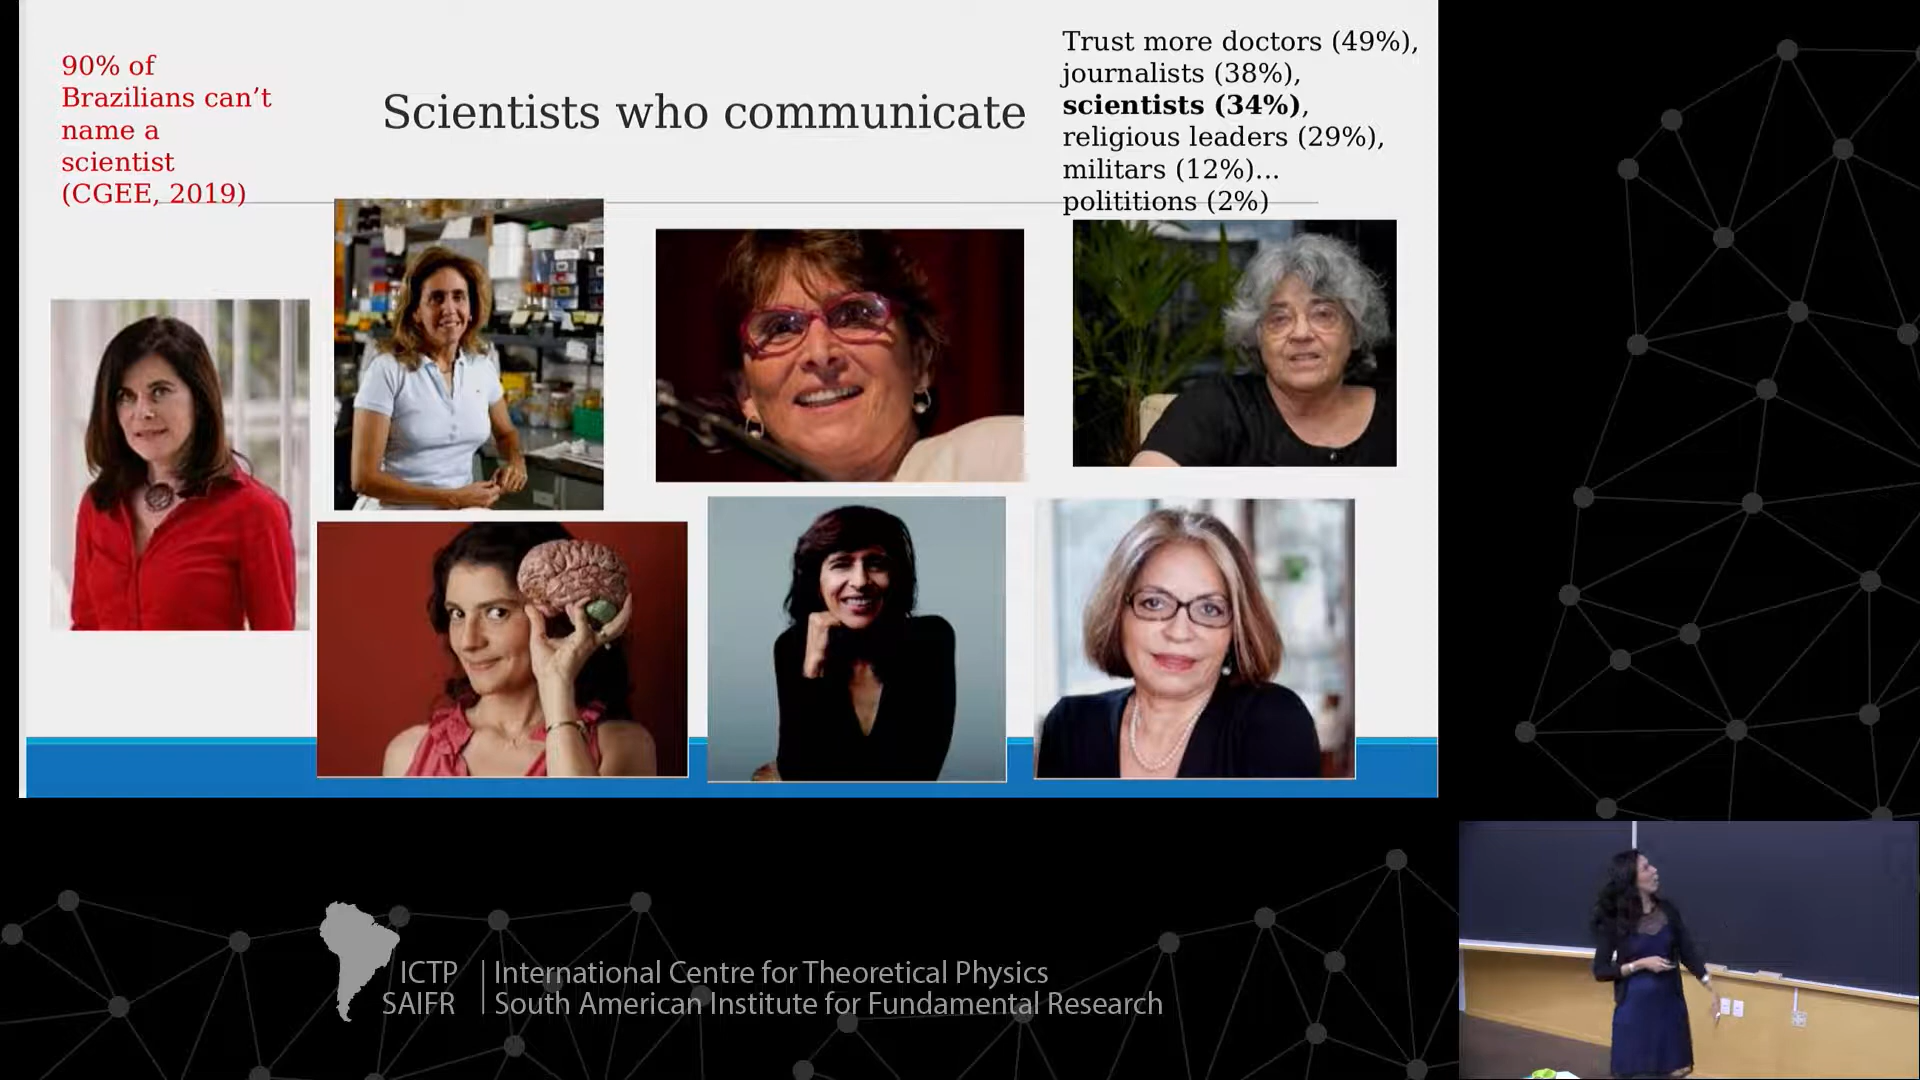 90% of
Brazilians can’t
name a
scientist
(CGEE, 2019)
Scientists who communicate
Trust more doctors (49%),
journalists (38%),
scientists (34%),
religious leaders (29%),
militars (12%)...
polititions (2%)
ICTP
SAIFR
International Centre for Theoretical Physics
South American Institute for Fundamental Research